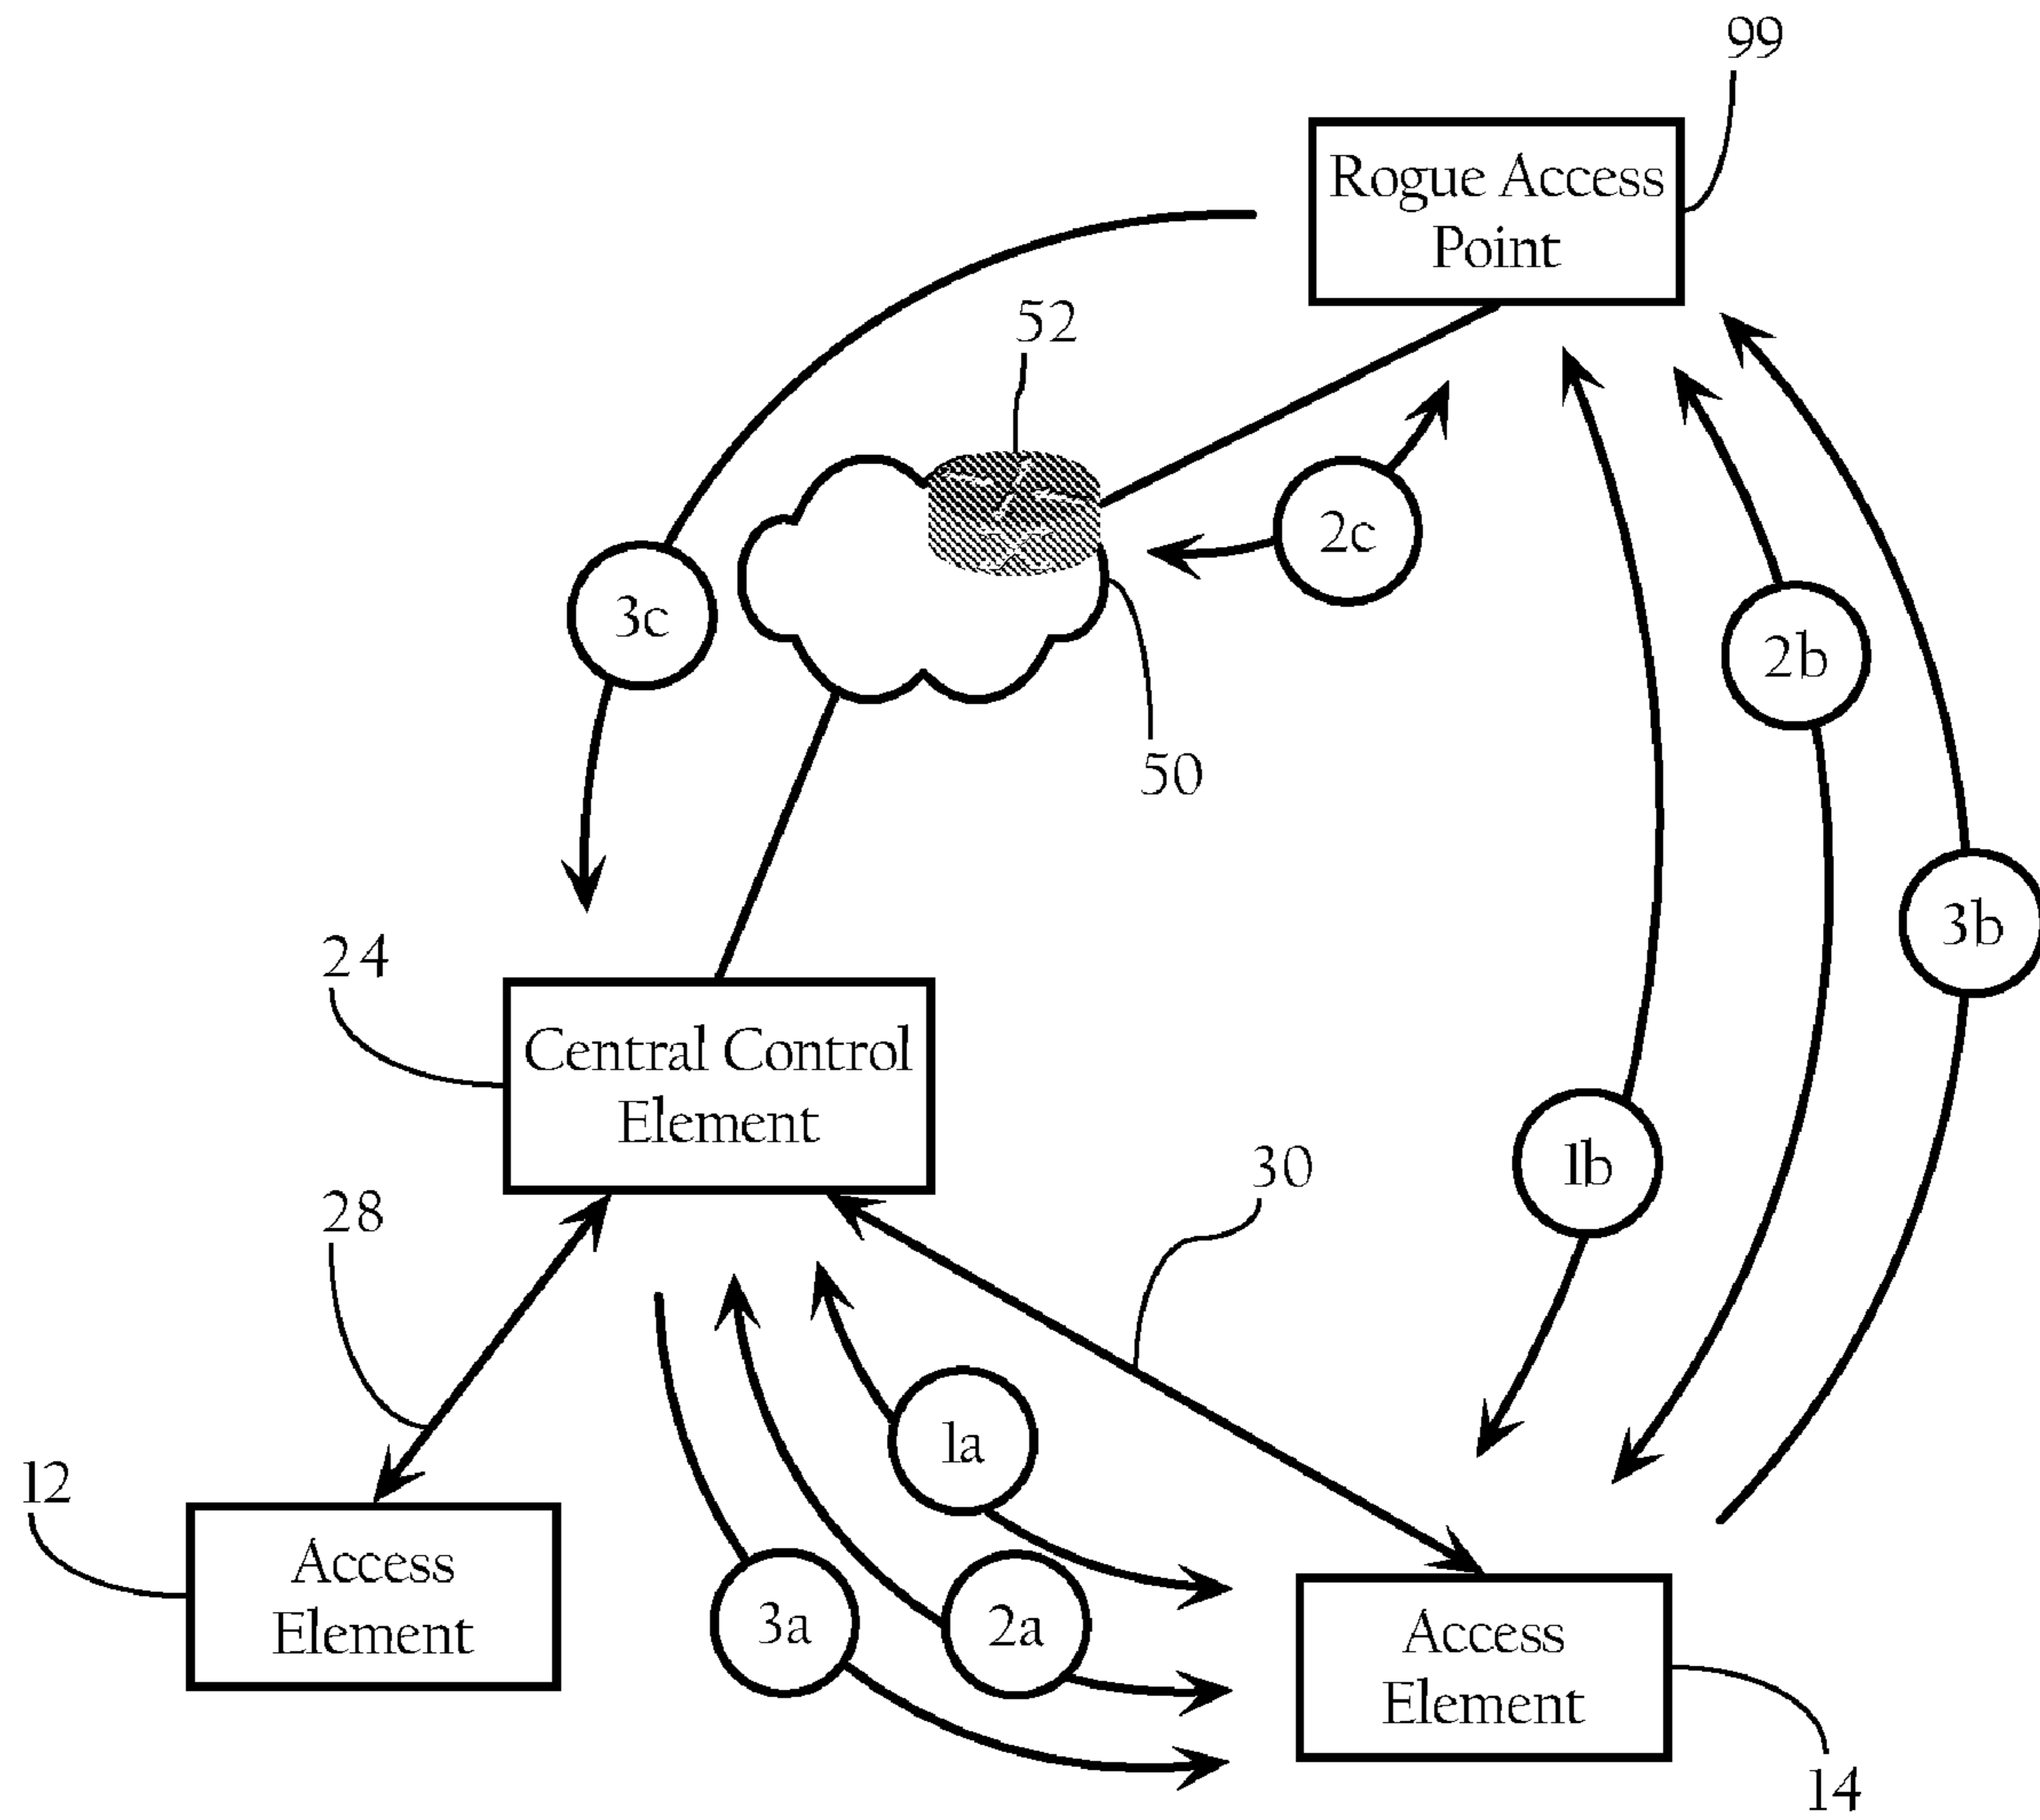 99
Rogue Access
Point
52
2c
3c
2b
50
3b
24
Central Control
Element
30
1b
28
1a
12
Access
Element
3a
2a
Access
Element
14